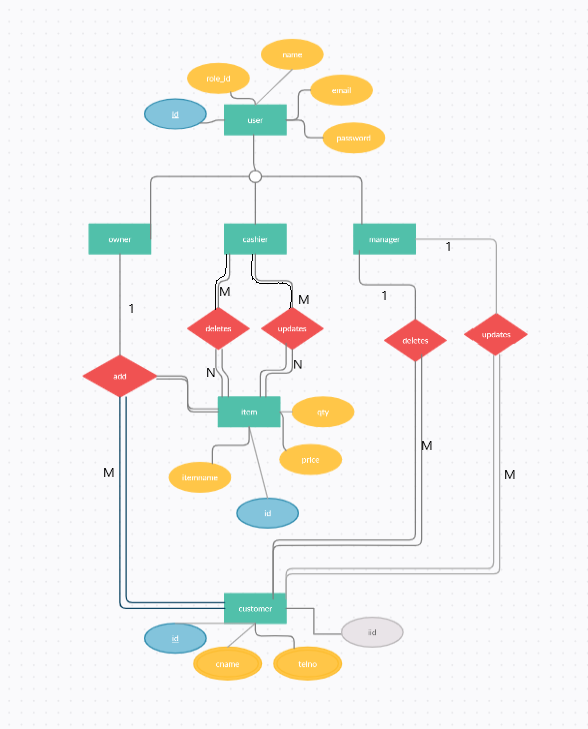 name
role_id
email
id
user
password
owner
cashier
manager
1
M
M
1
1
deletes
updates
deletes
updates
add
N
N
item
qty
M
M
M
price
itemname
id
customer
id
iid
cname
telno